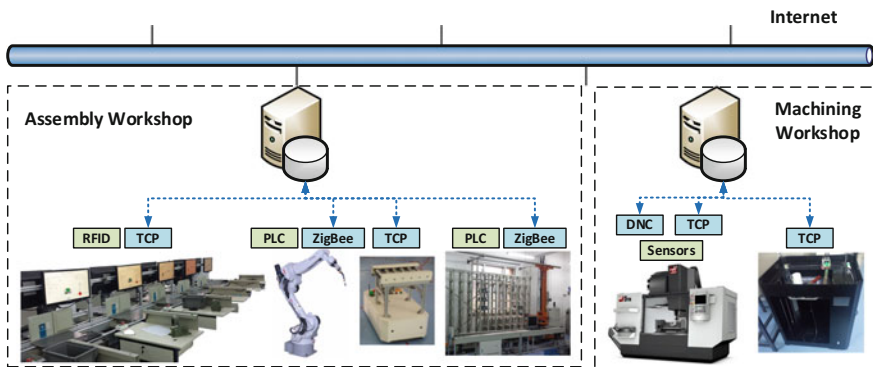 Internet
Assembly Workshop
Machining
Workshop
RFID TCP PLC ZigBee TCP PLC ZigBee
DNC TCP
Sensors
TCP